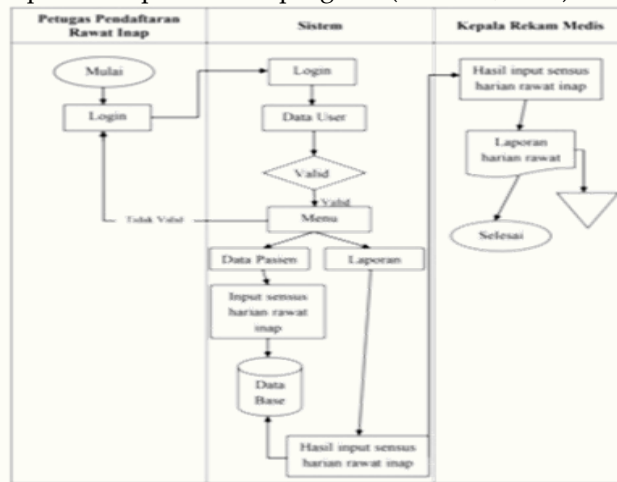 Petugas Pendaftaran
Rawat Inap
Sistem
Kepala Rekam Medis
Mulai
Login
Login
Data User
Valid
Valid
Tidak Valid
Menu
Data Pasien
Laporan
Input sensus
harian rawat
inap
Data
Base
Hasil input sensus
harian rawat inap
Hasil input sensus
harian rawat inap
Laporan
harian rawat
Selesai